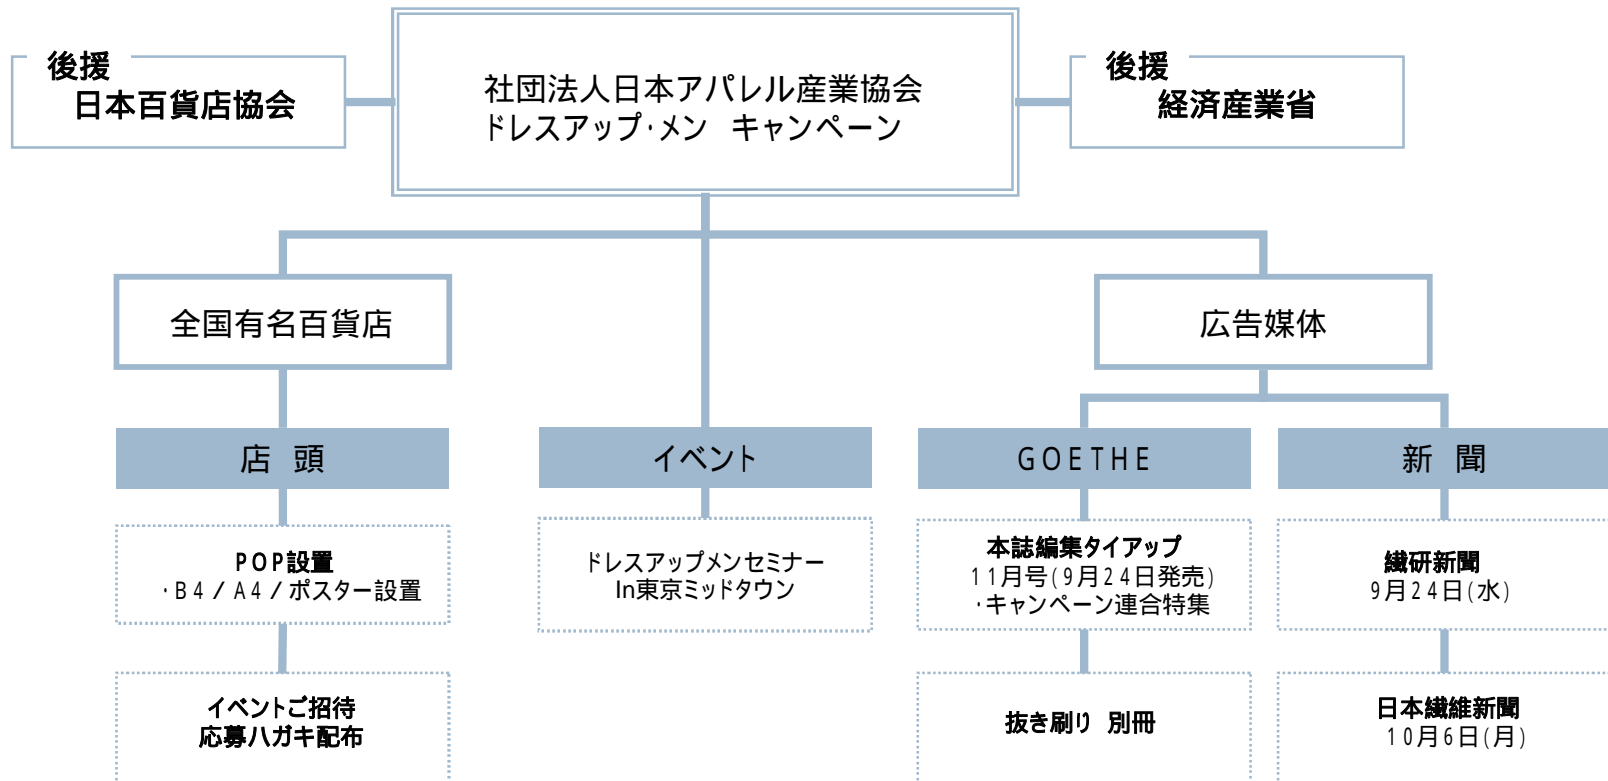 後援
日本百貨店協会
社団法人日本アパレル産業協会
ドレスアップ・メン キャンペーン
後援
経済産業省
全国有名百貨店
広告媒体
店 頭
イベント
GOETHE
新 聞
POP設置
・B4/A4/ポスター設置
ドレスアップメンセミナー
In東京ミッドタウン
本誌編集タイアップ
11月号(9月24日発売)
・キャンペーン連合特集
繊研新聞
9月24日(水)
イベントご招待
応募ハガキ配布
抜き刷り 別冊
日本繊維新聞
10月6日(月)